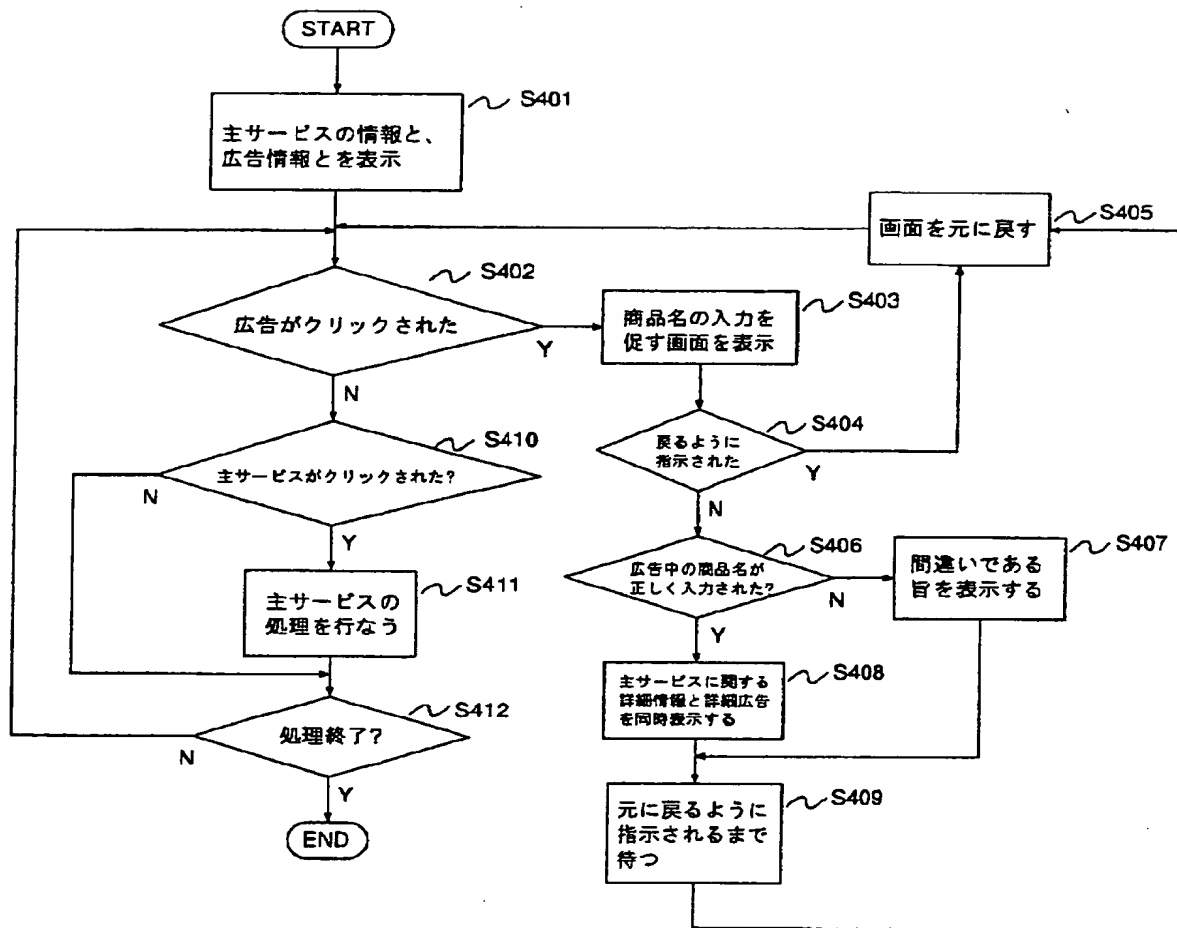 START
S401
主サービスの情報と、
広告情報とを表示
S405
画面を元に戻す
S402
広告がクリックされた
Y
N
S403
商品名の入力を
促す画面を表示
S404
戻るように
指示された
Y
N
S410
主サービスがクリックされた?
N
Y
S406
広告中の商品名が
正しく入力された?
N
Y
S407
間違いである
旨を表示する
S411
主サービスの
処理を行なう
S408
主サービスに関する
詳細情報と詳細広告
を同時表示する
S412
処理終了?
N
Y
S409
元に戻るように
指示されるまで
待つ
END